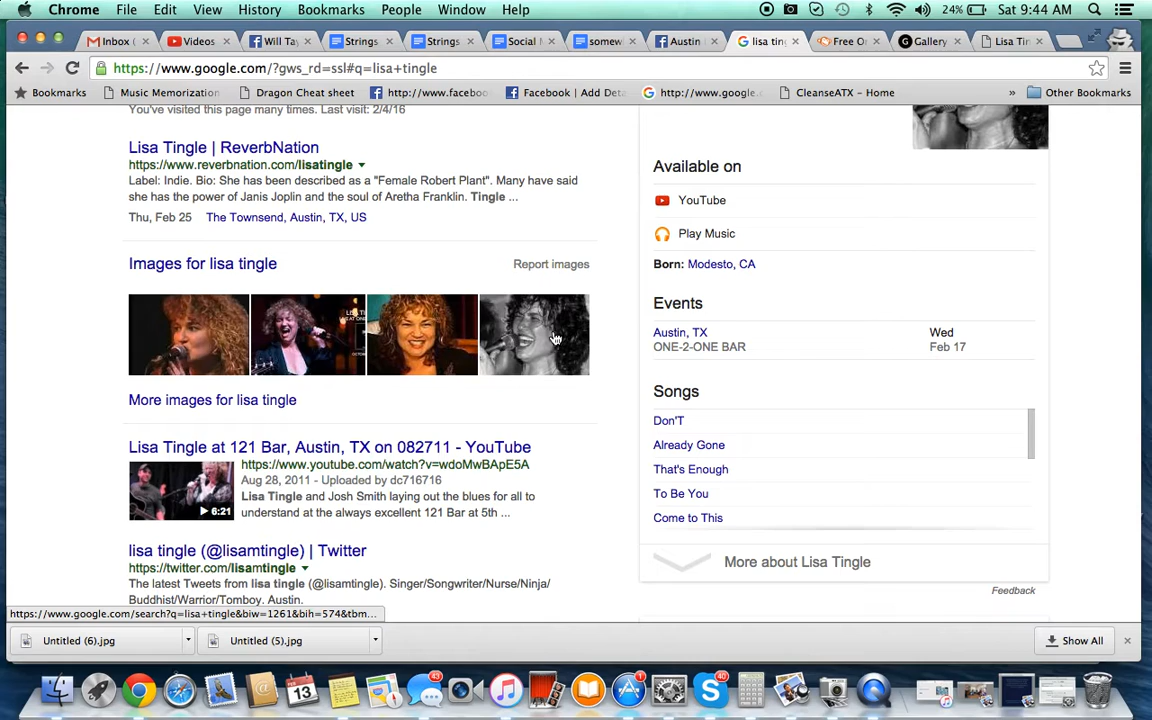 Chrome File Edit View History Bookmarks People Window Help 24% Sat 9:44 AM
Gmail Inbox ( Videos Will Tay Strings Strings Social M somewl Austin lisa ting Free On Gallery Lisa Tin
https://www.google.com/?gws_rd=ssl#q=lisa+tingle
Bookmarks Music Memorization Dragon Cheat sheet http://www.facebo Facebook | Add Deta http://www.google. CleanseATX - Home » Other Bookmarks
You've visited this page many times. Last visit: 2/4/16
Lisa Tingle | ReverbNation
https://www.reverbnation.com/lisatingle
Label: Indie. Bio: She has been described as a "Female Robert Plant". Many have said
she has the power of Janis Joplin and the soul of Aretha Franklin. Tingle ...
Thu, Feb 25 The Townsend, Austin, TX, US
Images for lisa tingle Report images
More images for lisa tingle
Lisa Tingle at 121 Bar, Austin, TX on 082711 - YouTube
https://www.youtube.com/watch?v=wdoMwBApE5A
Aug 28, 2011 - Uploaded by dc716716
Lisa Tingle and Josh Smith laying out the blues for all to
understand at the always excellent 121 Bar at 5th ...
6:21
lisa tingle (@lisamtingle) | Twitter
https://twitter.com/lisamtingle
The latest Tweets from lisa tingle (@lisamtingle). Singer/Songwriter/Nurse/Ninja/
Buddhist/Warrior/Tomboy. Austin.
https://www.google.com/search?q=lisa+tingle&biw=1261&bih=574&tbm...
Available on
YouTube
Play Music
Born: Modesto, CA
Events
Austin, TX Wed
ONE-2-ONE BAR Feb 17
Songs
Don'T
Already Gone
That's Enough
To Be You
Come to This
More about Lisa Tingle
Feedback
Untitled (6).jpg Untitled (5).jpg Show All
FEB 13 43 40